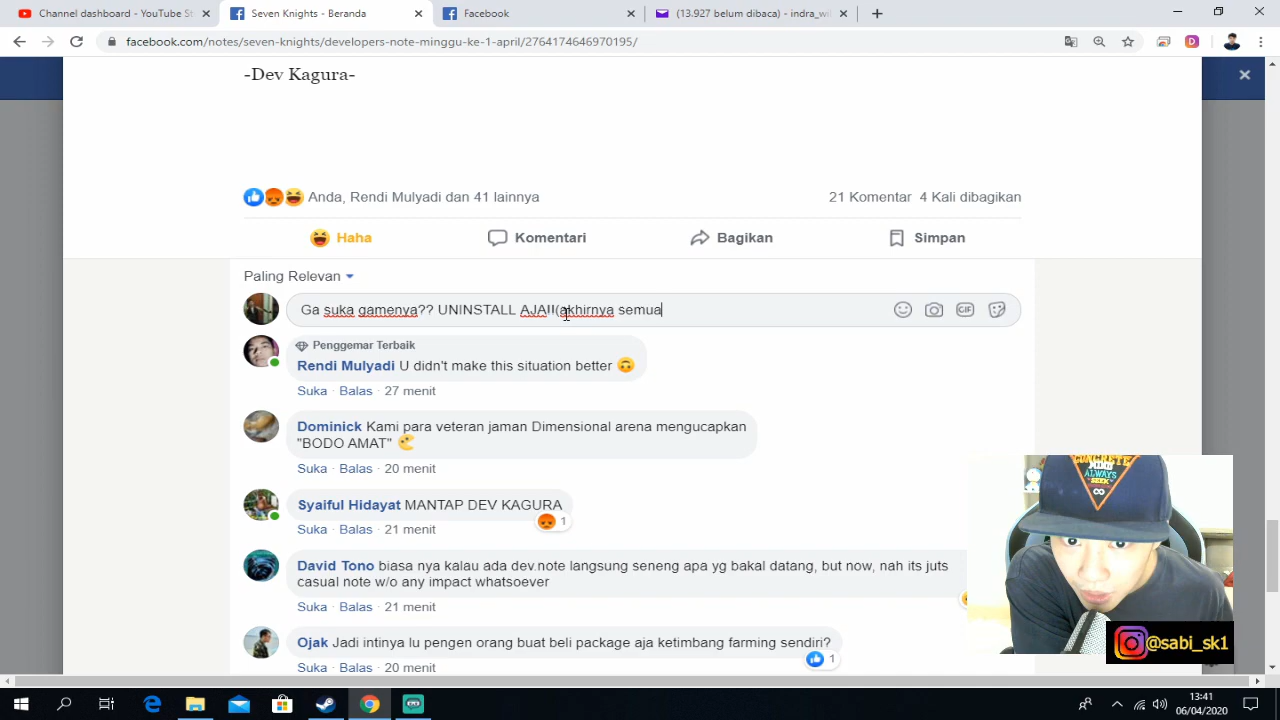 Channel dashboard - YouTube St
Seven Knights - Beranda
Facebook
(13.927 belum dibaca) - indra_wil
facebook.com/notes/seven-knights/developers-note-minggu-ke-1-april/2764174646970195/
-Dev Kagura-
Anda, Rendi Mulyadi dan 41 lainnya
21 Komentar 4 Kali dibagikan
Haha
Komentari
Bagikan
Simpan
Paling Relevan
Ga suka gamenya?? UNINSTALL AJA!!(akhirnya semua
GIF
Penggemar Terbaik
Rendi Mulyadi U didn't make this situation better
Suka · Balas · 27 menit
Dominick Kami para veteran jaman Dimensional arena mengucapkan
"BODO AMAT"
Suka · Balas · 20 menit
Syaiful Hidayat MANTAP DEV KAGURA
1
Suka · Balas · 21 menit
David Tono biasa nya kalau ada dev.note langsung seneng apa yg bakal datang, but now, nah its juts
casual note w/o any impact whatsoever
Suka · Balas · 21 menit
Ojak Jadi intinya lu pengen orang buat beli package aja ketimbang farming sendiri?
1
Suka · Balas · 20 menit
CONCRETE
MINDS
ALWAYS
SEEK
@sabi_sk1
13:41
06/04/2020